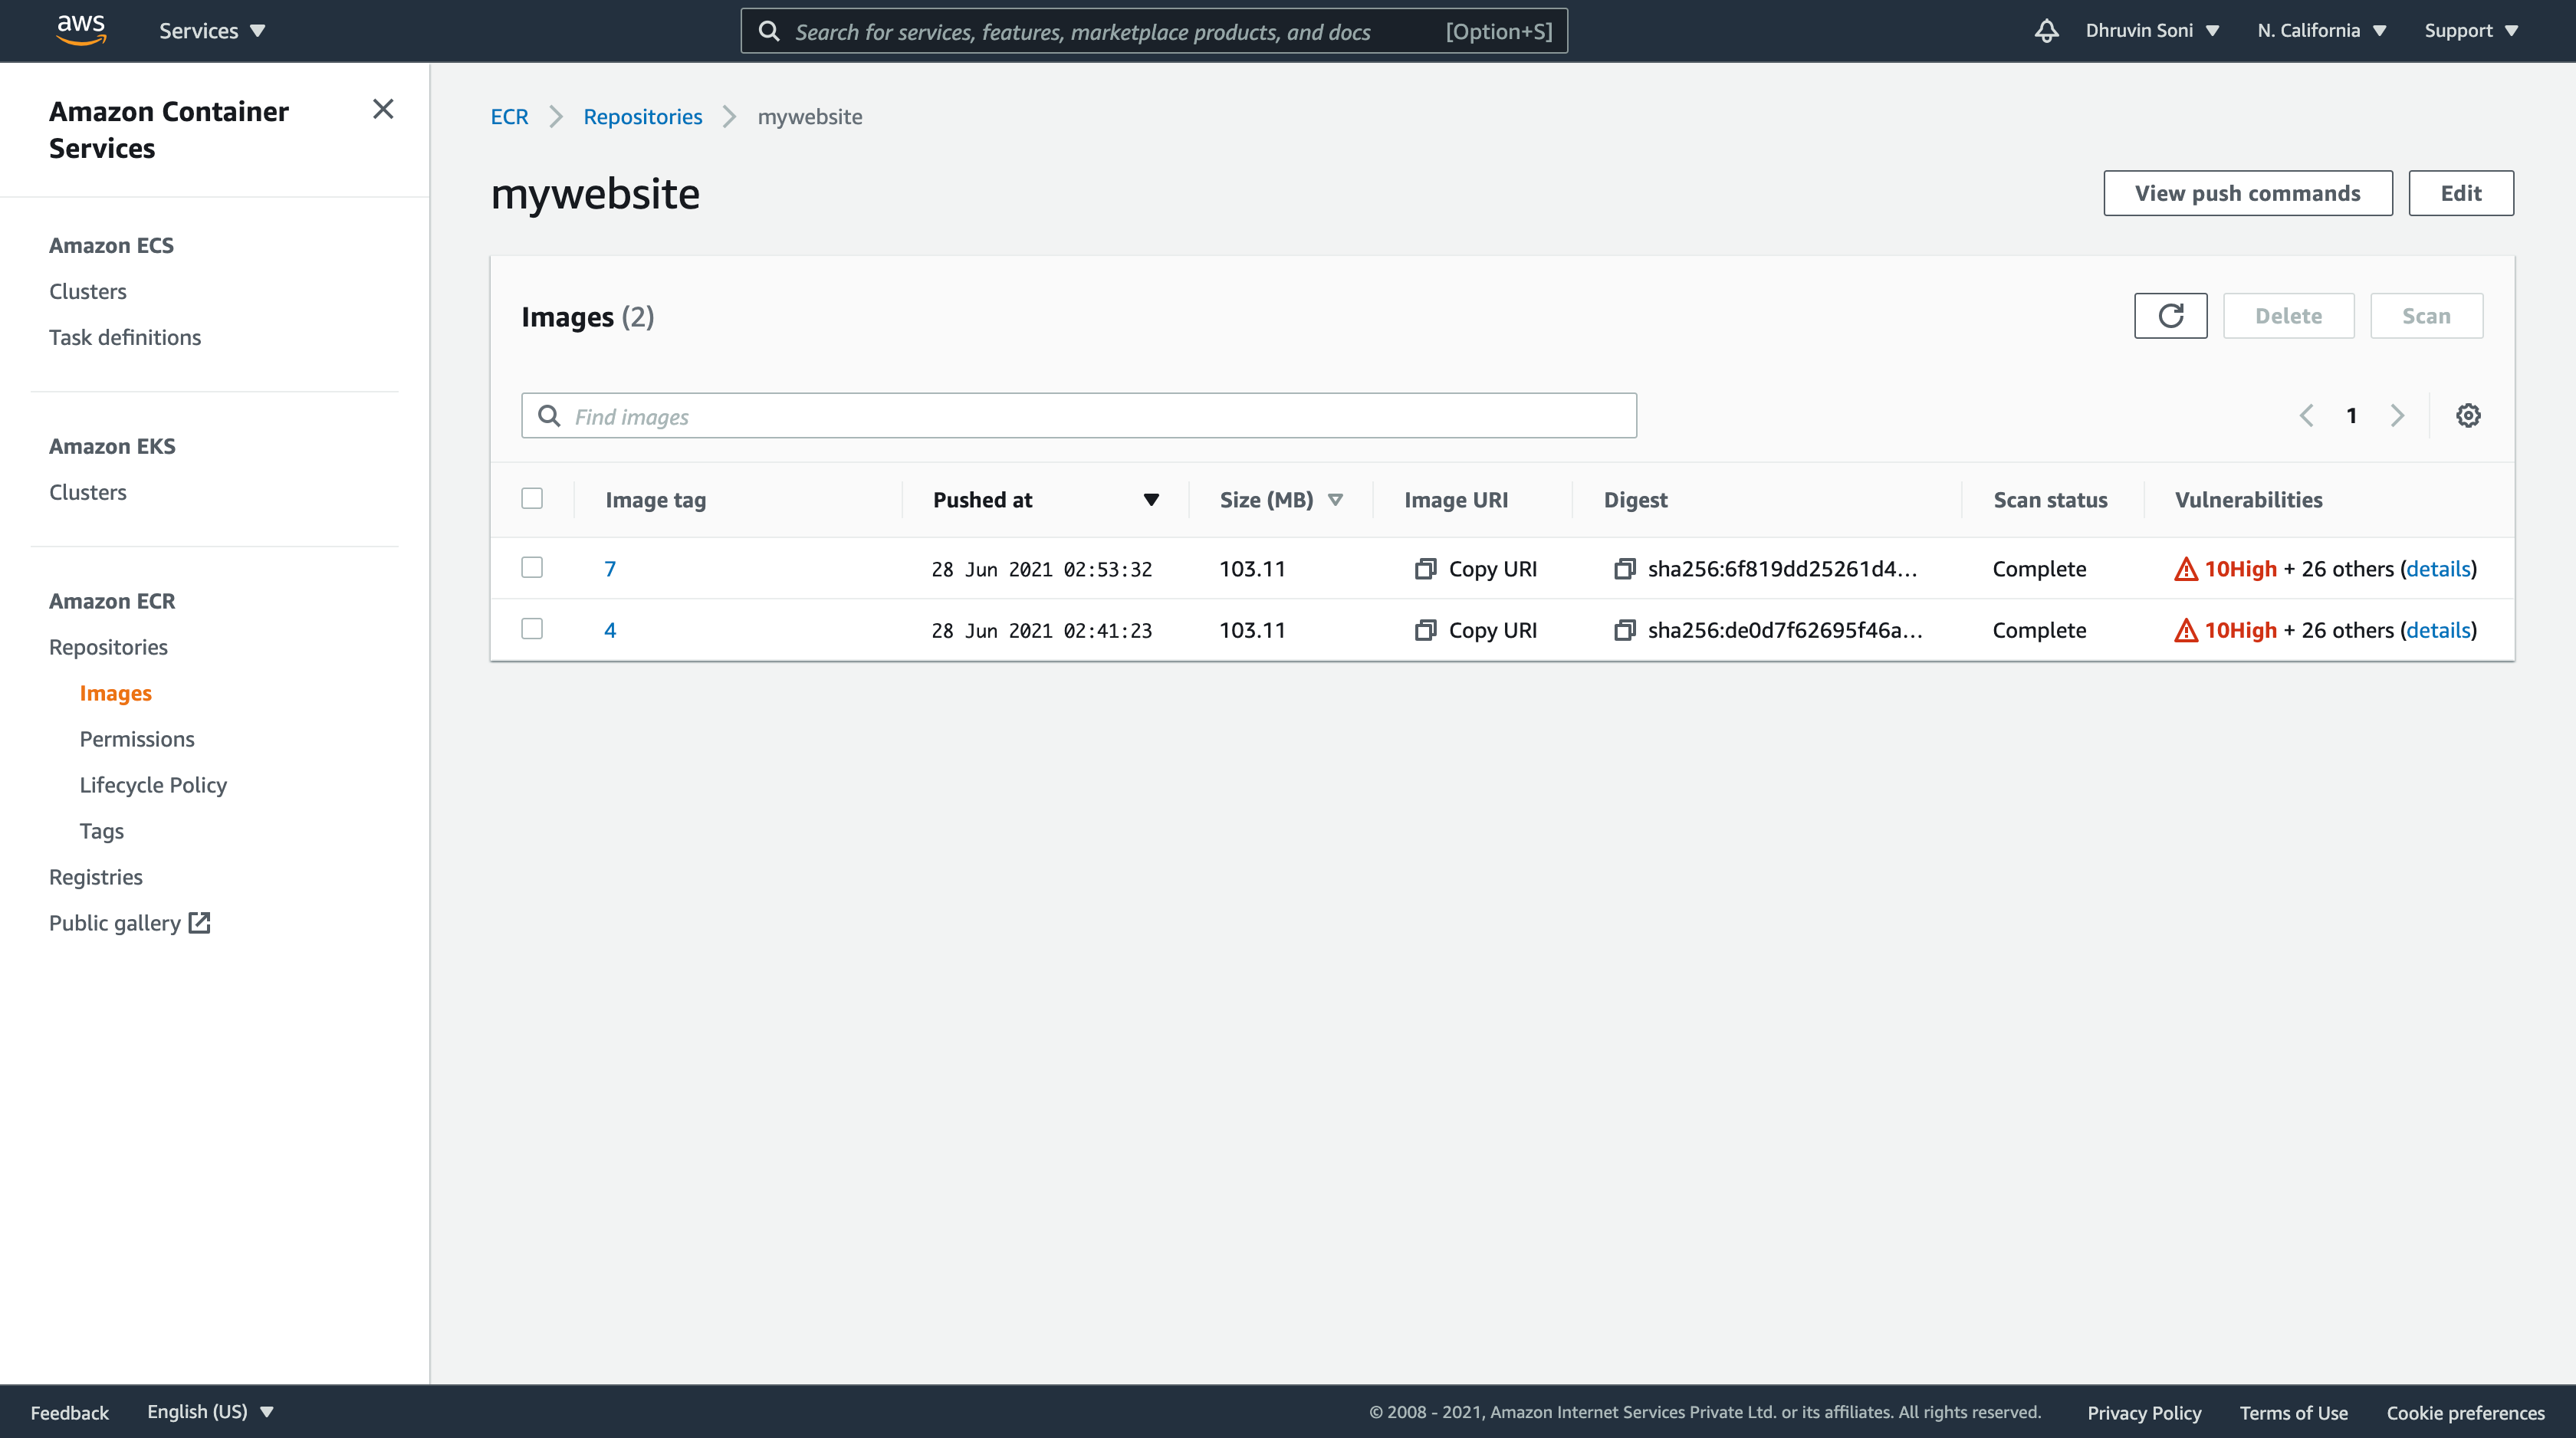 aws
Services
Search for services, features, marketplace products, and docs [Option+S]
Dhruvin Soni
N. California
Support
Amazon Container
Services
Amazon ECS
Clusters
Task definitions
Amazon EKS
Clusters
Amazon ECR
Repositories
Images
Permissions
Lifecycle Policy
Tags
Registries
Public gallery
ECR > Repositories > mywebsite
mywebsite
View push commands
Edit
Images (2)
Delete
Scan
Find images
1
Image tag Pushed at Size (MB) Image URI Digest Scan status Vulnerabilities
7 28 Jun 2021 02:53:32 103.11 Copy URI sha256:6f819dd25261d4... Complete 10High + 26 others (details)
4 28 Jun 2021 02:41:23 103.11 Copy URI sha256:de0d7f62695f46a... Complete 10High + 26 others (details)
Feedback
English (US)
© 2008 - 2021, Amazon Internet Services Private Ltd. or its affiliates. All rights reserved.
Privacy Policy
Terms of Use
Cookie preferences